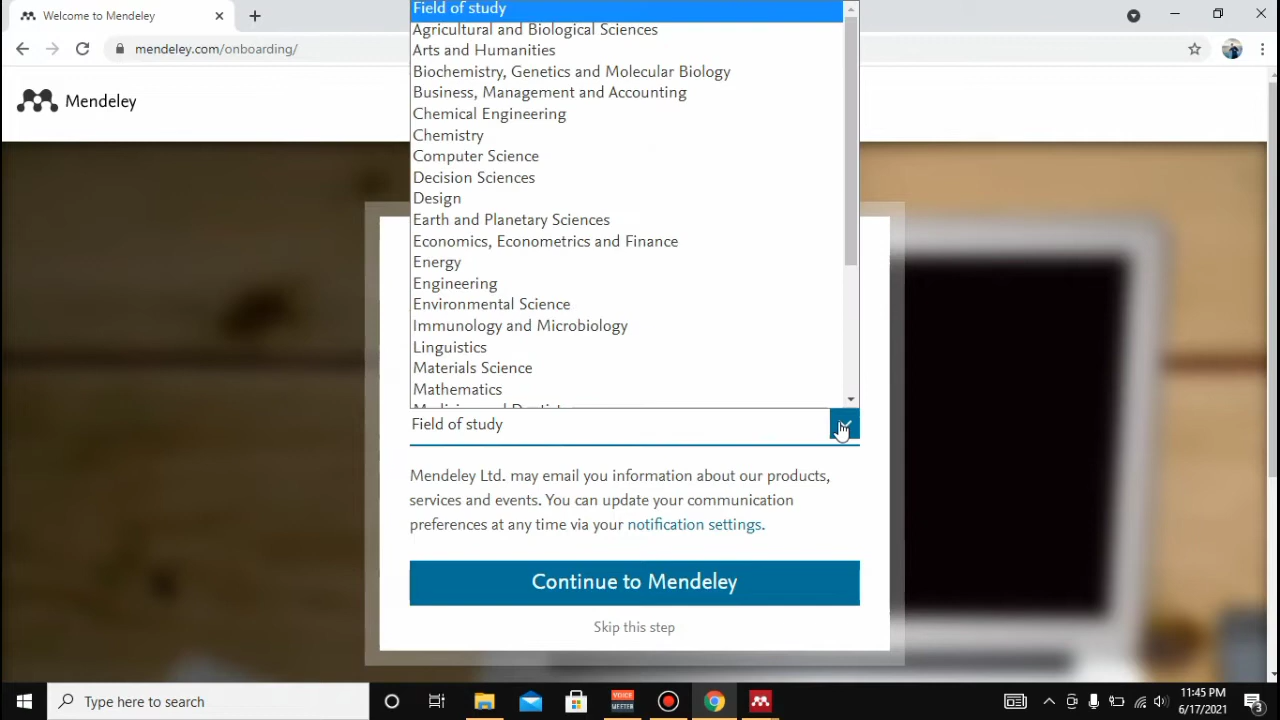 Welcome to Mendeley
mendeley.com/onboarding/
Mendeley
Field of study
Agricultural and Biological Sciences
Arts and Humanities
Biochemistry, Genetics and Molecular Biology
Business, Management and Accounting
Chemical Engineering
Chemistry
Computer Science
Decision Sciences
Design
Earth and Planetary Sciences
Economics, Econometrics and Finance
Energy
Engineering
Environmental Science
Immunology and Microbiology
Linguistics
Materials Science
Mathematics
Field of study
Mendeley Ltd. may email you information about our products,
services and events. You can update your communication
preferences at any time via your notification settings.
Continue to Mendeley
Skip this step
Type here to search
VOICE
MEETER
11:45 PM
6/17/2021
3